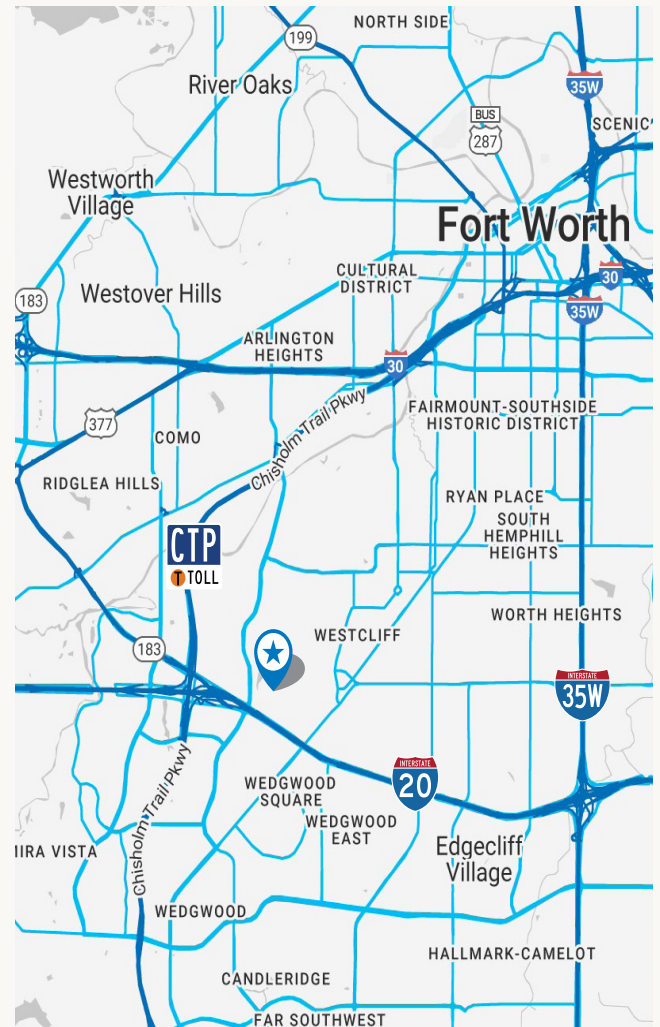 NORTH SIDE
199
River Oaks
35W
BUS
287
SCENIC
Westworth
Village
Fort Worth
CULTURAL
DISTRICT
30
183
Westover Hills
35W
ARLINGTON
HEIGHTS
30
Chisholm Trail Pkwy
377
FAIRMOUNT-SOUTHSIDE
HISTORIC DISTRICT
COMO
RIDGLEA HILLS
RYAN PLACE
SOUTH
HEMPHILL
HEIGHTS
CTP
T TOLL
WORTH HEIGHTS
WESTCLIFF
183
INTERSTATE
35W
INTERSTATE
20
WEDGWOOD
SQUARE
Chisholm Trail Pkwy
WEDGWOOD
EAST
Edgecliff
Village
IRA VISTA
WEDGWOOD
HALLMARK-CAMELOT
CANDLERIDGE
FAR SOUTHWEST